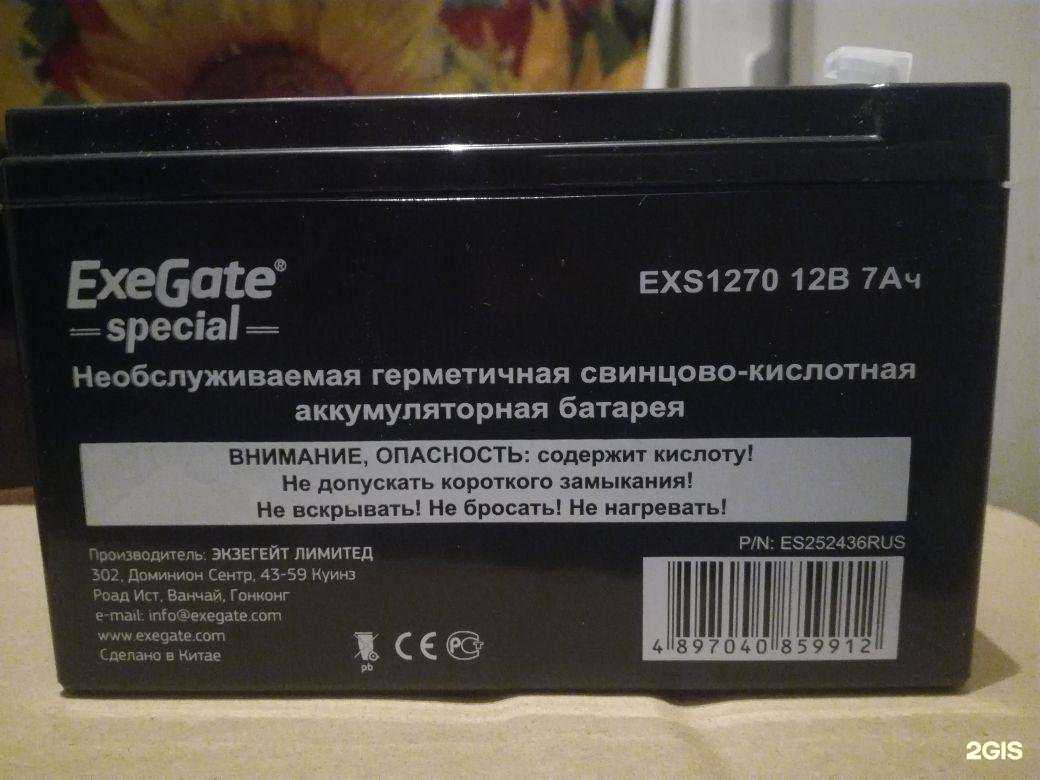 ExeGate®
special
EXS1270 12В 7Ач
Необслуживаемая герметичная свинцово-кислотная
аккумуляторная батарея
ВНИМАНИЕ, ОПАСНОСТЬ: содержит кислоту!
Не допускать короткого замыкания!
Не вскрывать! Не бросать! Не нагревать!
Производитель: ЭКЗЕГЕЙТ ЛИМИТЕД
302, Доминион Сентр, 43-59 Куинз
Роад Ист, Ванчай, Гонконг
e-mail: info@exegate.com
www.exegate.com
Сделано в Китае
pb
CE
РСТ
P/N: ES252436RUS
4 897040 859912
2GIS